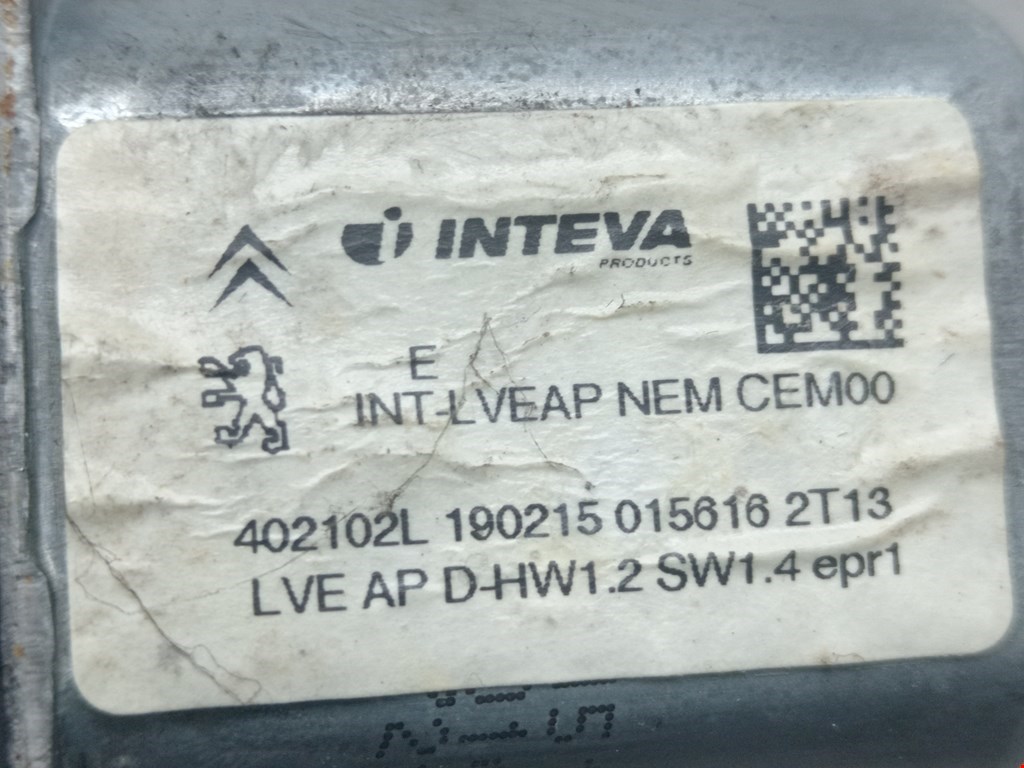 INTEVA
PRODUCTS
E
INT-LVEAP NEM CEM00
402102L 190215 015616 2T13
LVE AP D-HW1.2 SW1.4 epr1